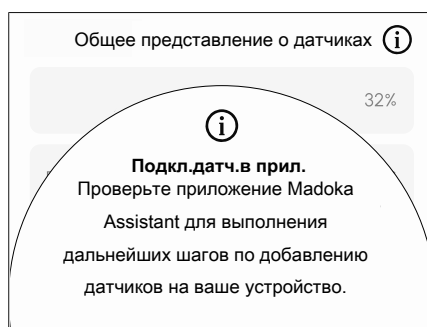 Общее представление о датчиках
32%
Подкл.датч.в прил.
Проверьте приложение Madoka
Assistant для выполнения
дальнейших шагов по добавлению
датчиков на ваше устройство.